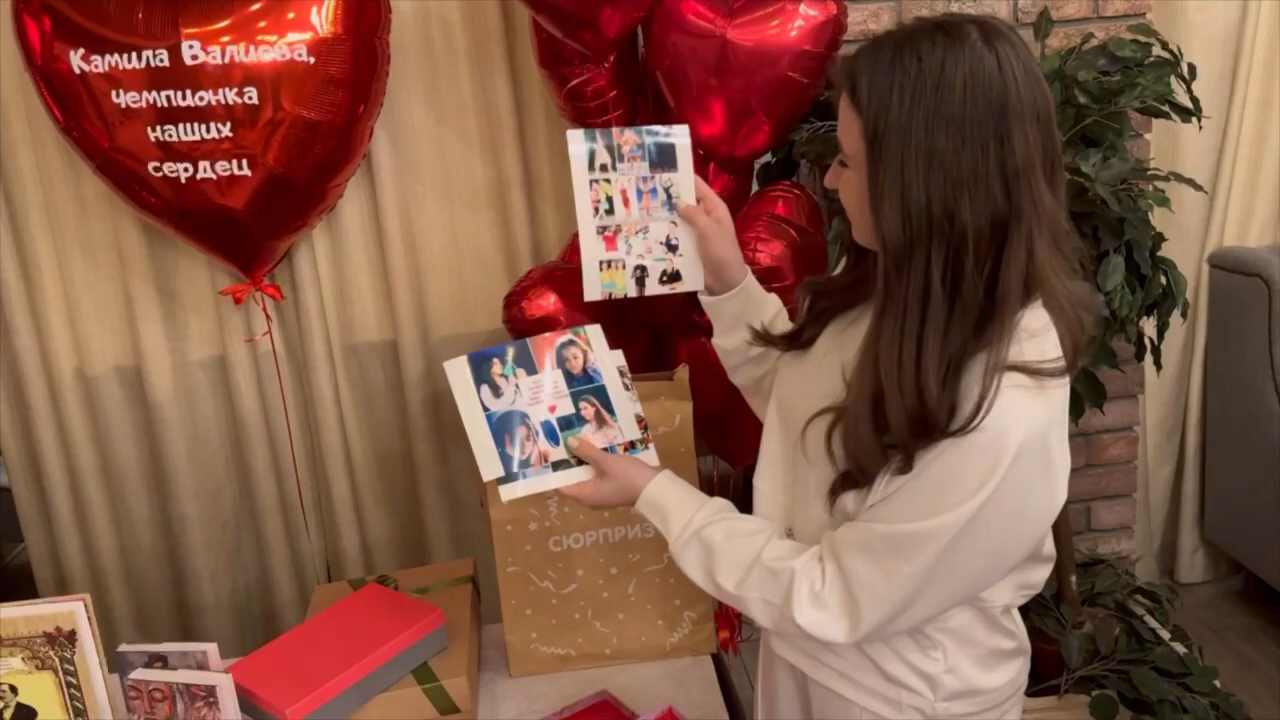 Камила Валиева,
чемпионка
наших
сердец
СЮРПРИЗ